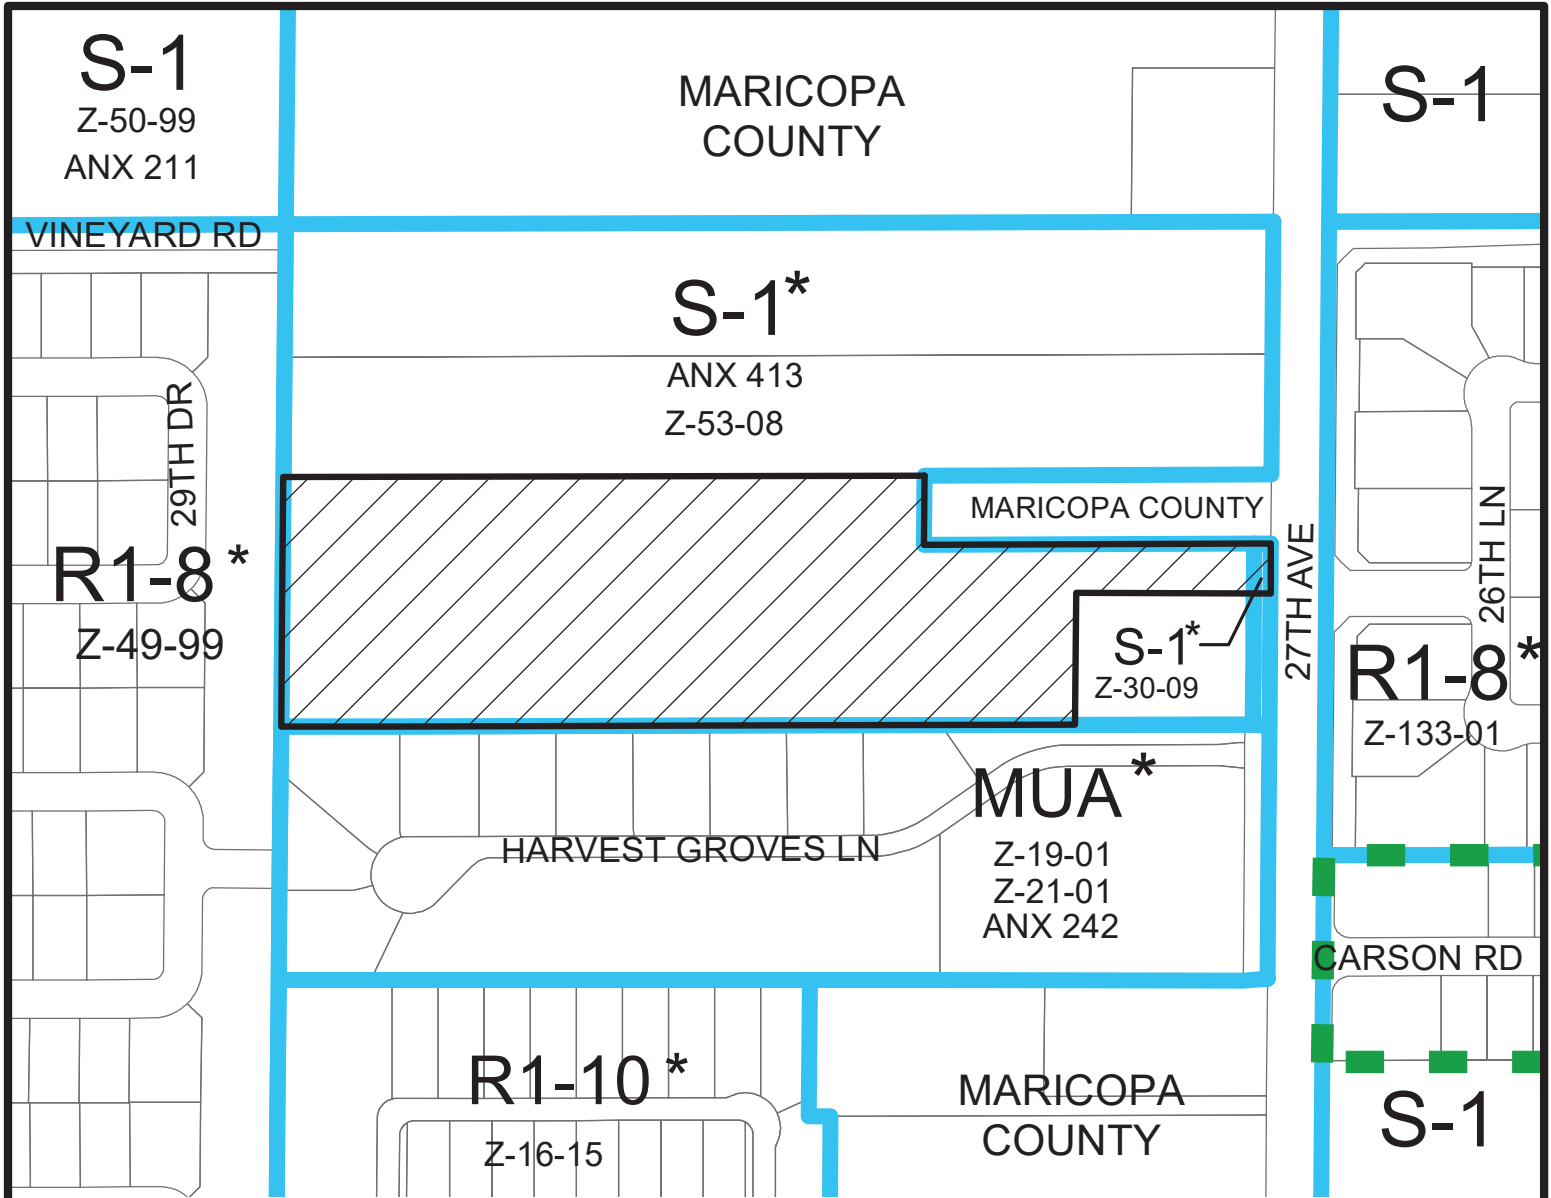 S-1
Z-50-99
ANX 211
MARICOPA
COUNTY
S-1
VINEYARD RD
S-1*
ANX 413
Z-53-08
29TH DR
MARICOPA COUNTY
27TH AVE
26TH LN
R1-8*
Z-49-99
S-1*
Z-30-09
R1-8*
Z-133-01
MUA*
Z-19-01
Z-21-01
ANX 242
HARVEST GROVES LN
CARSON RD
R1-10*
Z-16-15
MARICOPA
COUNTY
S-1